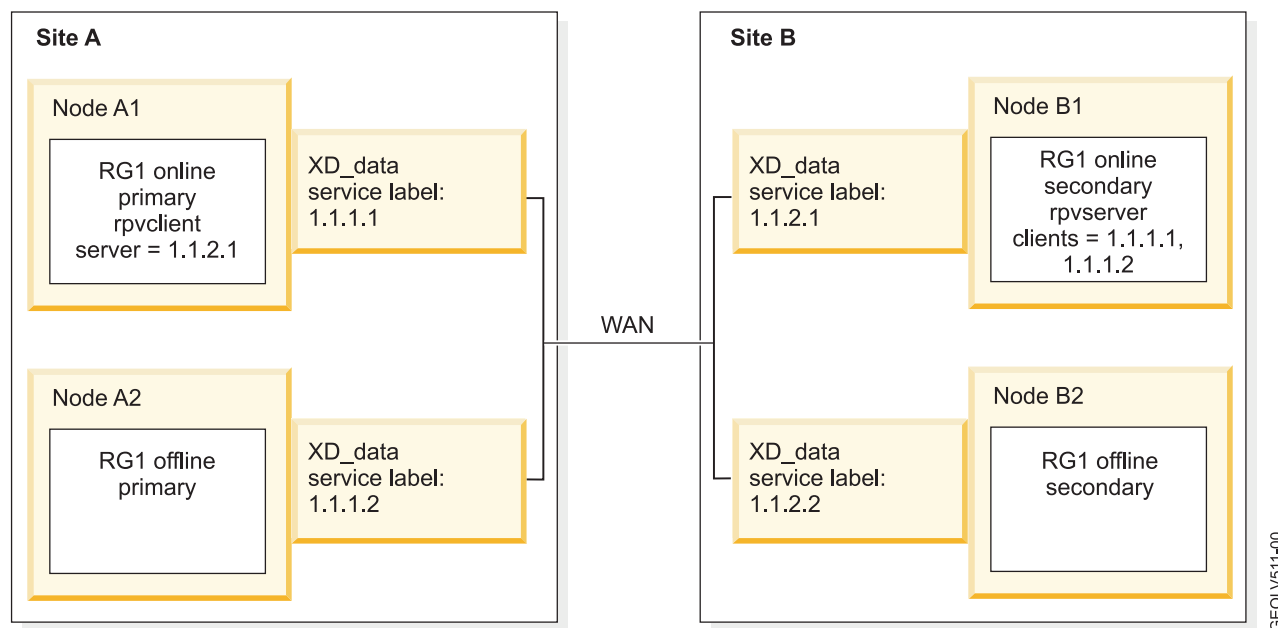 Site A
Node A1
RG1 online
primary
rpvclient
server = 1.1.2.1
XD_data
service label:
1.1.1.1
Node A2
RG1 offline
primary
XD_data
service label:
1.1.1.2
WAN
Site B
XD_data
service label:
1.1.2.1
Node B1
RG1 online
secondary
rpvserver
clients = 1.1.1.1,
1.1.1.2
XD_data
service label:
1.1.2.2
Node B2
RG1 offline
secondary
GEOLV511-00